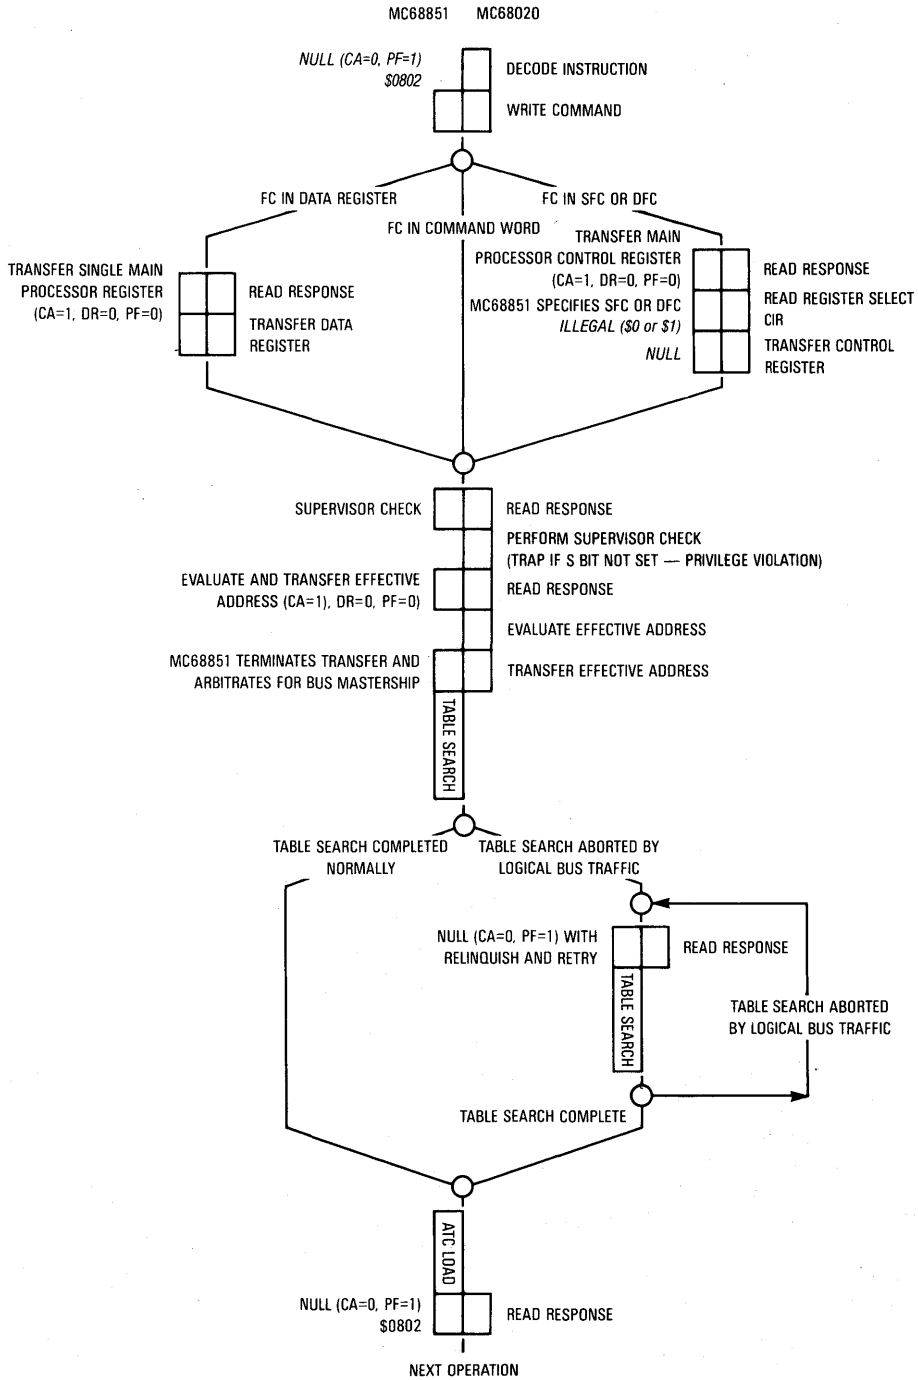 MC68851 MC68020
NULL (CA=0, PF=1)
$0802
DECODE INSTRUCTION
WRITE COMMAND
FC IN DATA REGISTER
FC IN SFC OR DFC
FC IN COMMAND WORD
TRANSFER SINGLE MAIN
PROCESSOR REGISTER
(CA=1, DR=0, PF=0)
READ RESPONSE
TRANSFER DATA
REGISTER
TRANSFER MAIN
PROCESSOR CONTROL REGISTER
(CA=1, DR=0, PF=0)
MC68851 SPECIFIES SFC OR DFC
ILLEGAL ($0 or $1)
NULL
READ RESPONSE
READ REGISTER SELECT
CIR
TRANSFER CONTROL
REGISTER
SUPERVISOR CHECK
READ RESPONSE
PERFORM SUPERVISOR CHECK
(TRAP IF S BIT NOT SET — PRIVILEGE VIOLATION)
EVALUATE AND TRANSFER EFFECTIVE
ADDRESS (CA=1), DR=0, PF=0)
READ RESPONSE
EVALUATE EFFECTIVE ADDRESS
MC68851 TERMINATES TRANSFER AND
ARBITRATES FOR BUS MASTERSHIP
TRANSFER EFFECTIVE ADDRESS
TABLE SEARCH
TABLE SEARCH COMPLETED
NORMALLY
TABLE SEARCH ABORTED BY
LOGICAL BUS TRAFFIC
NULL (CA=0, PF=1) WITH
RELINQUISH AND RETRY
READ RESPONSE
TABLE SEARCH
TABLE SEARCH ABORTED
BY LOGICAL BUS TRAFFIC
TABLE SEARCH COMPLETE
ATC LOAD
NULL (CA=0, PF=1)
$0802
READ RESPONSE
NEXT OPERATION